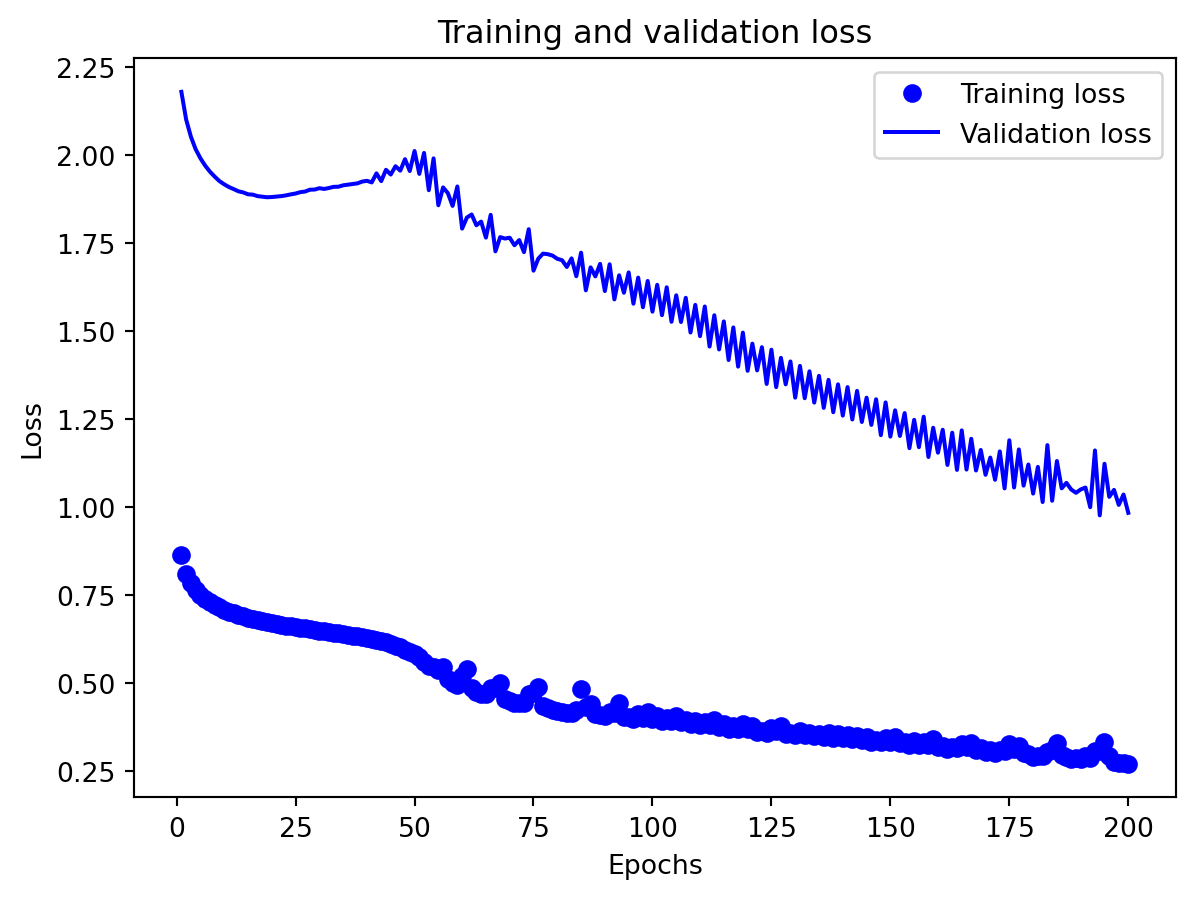 Training and validation loss
2.25
2.00
1.75
1.50
1.25
1.00
0.75
0.50
0.25
Loss
Training loss
Validation loss
0 25 50 75 100 125 150 175 200
Epochs